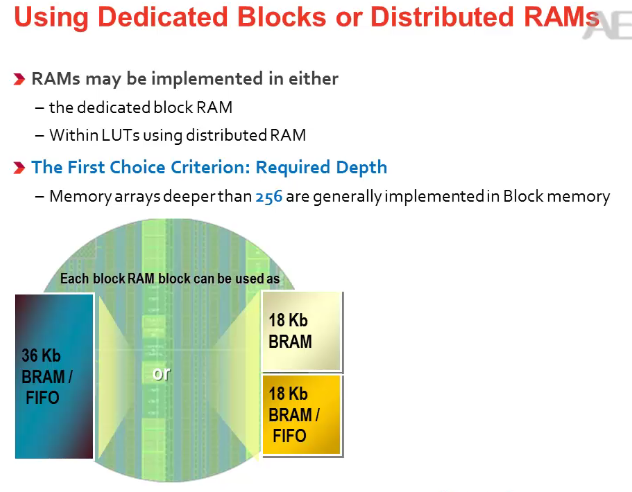 Using Dedicated Blocks or Distributed RAMs
AE
RAMs may be implemented in either
– the dedicated block RAM
– Within LUTs using distributed RAM
The First Choice Criterion: Required Depth
– Memory arrays deeper than 256 are generally implemented in Block memory
Each block RAM block can be used as
36 Kb
BRAM /
FIFO
or
18 Kb
BRAM
18 Kb
BRAM /
FIFO